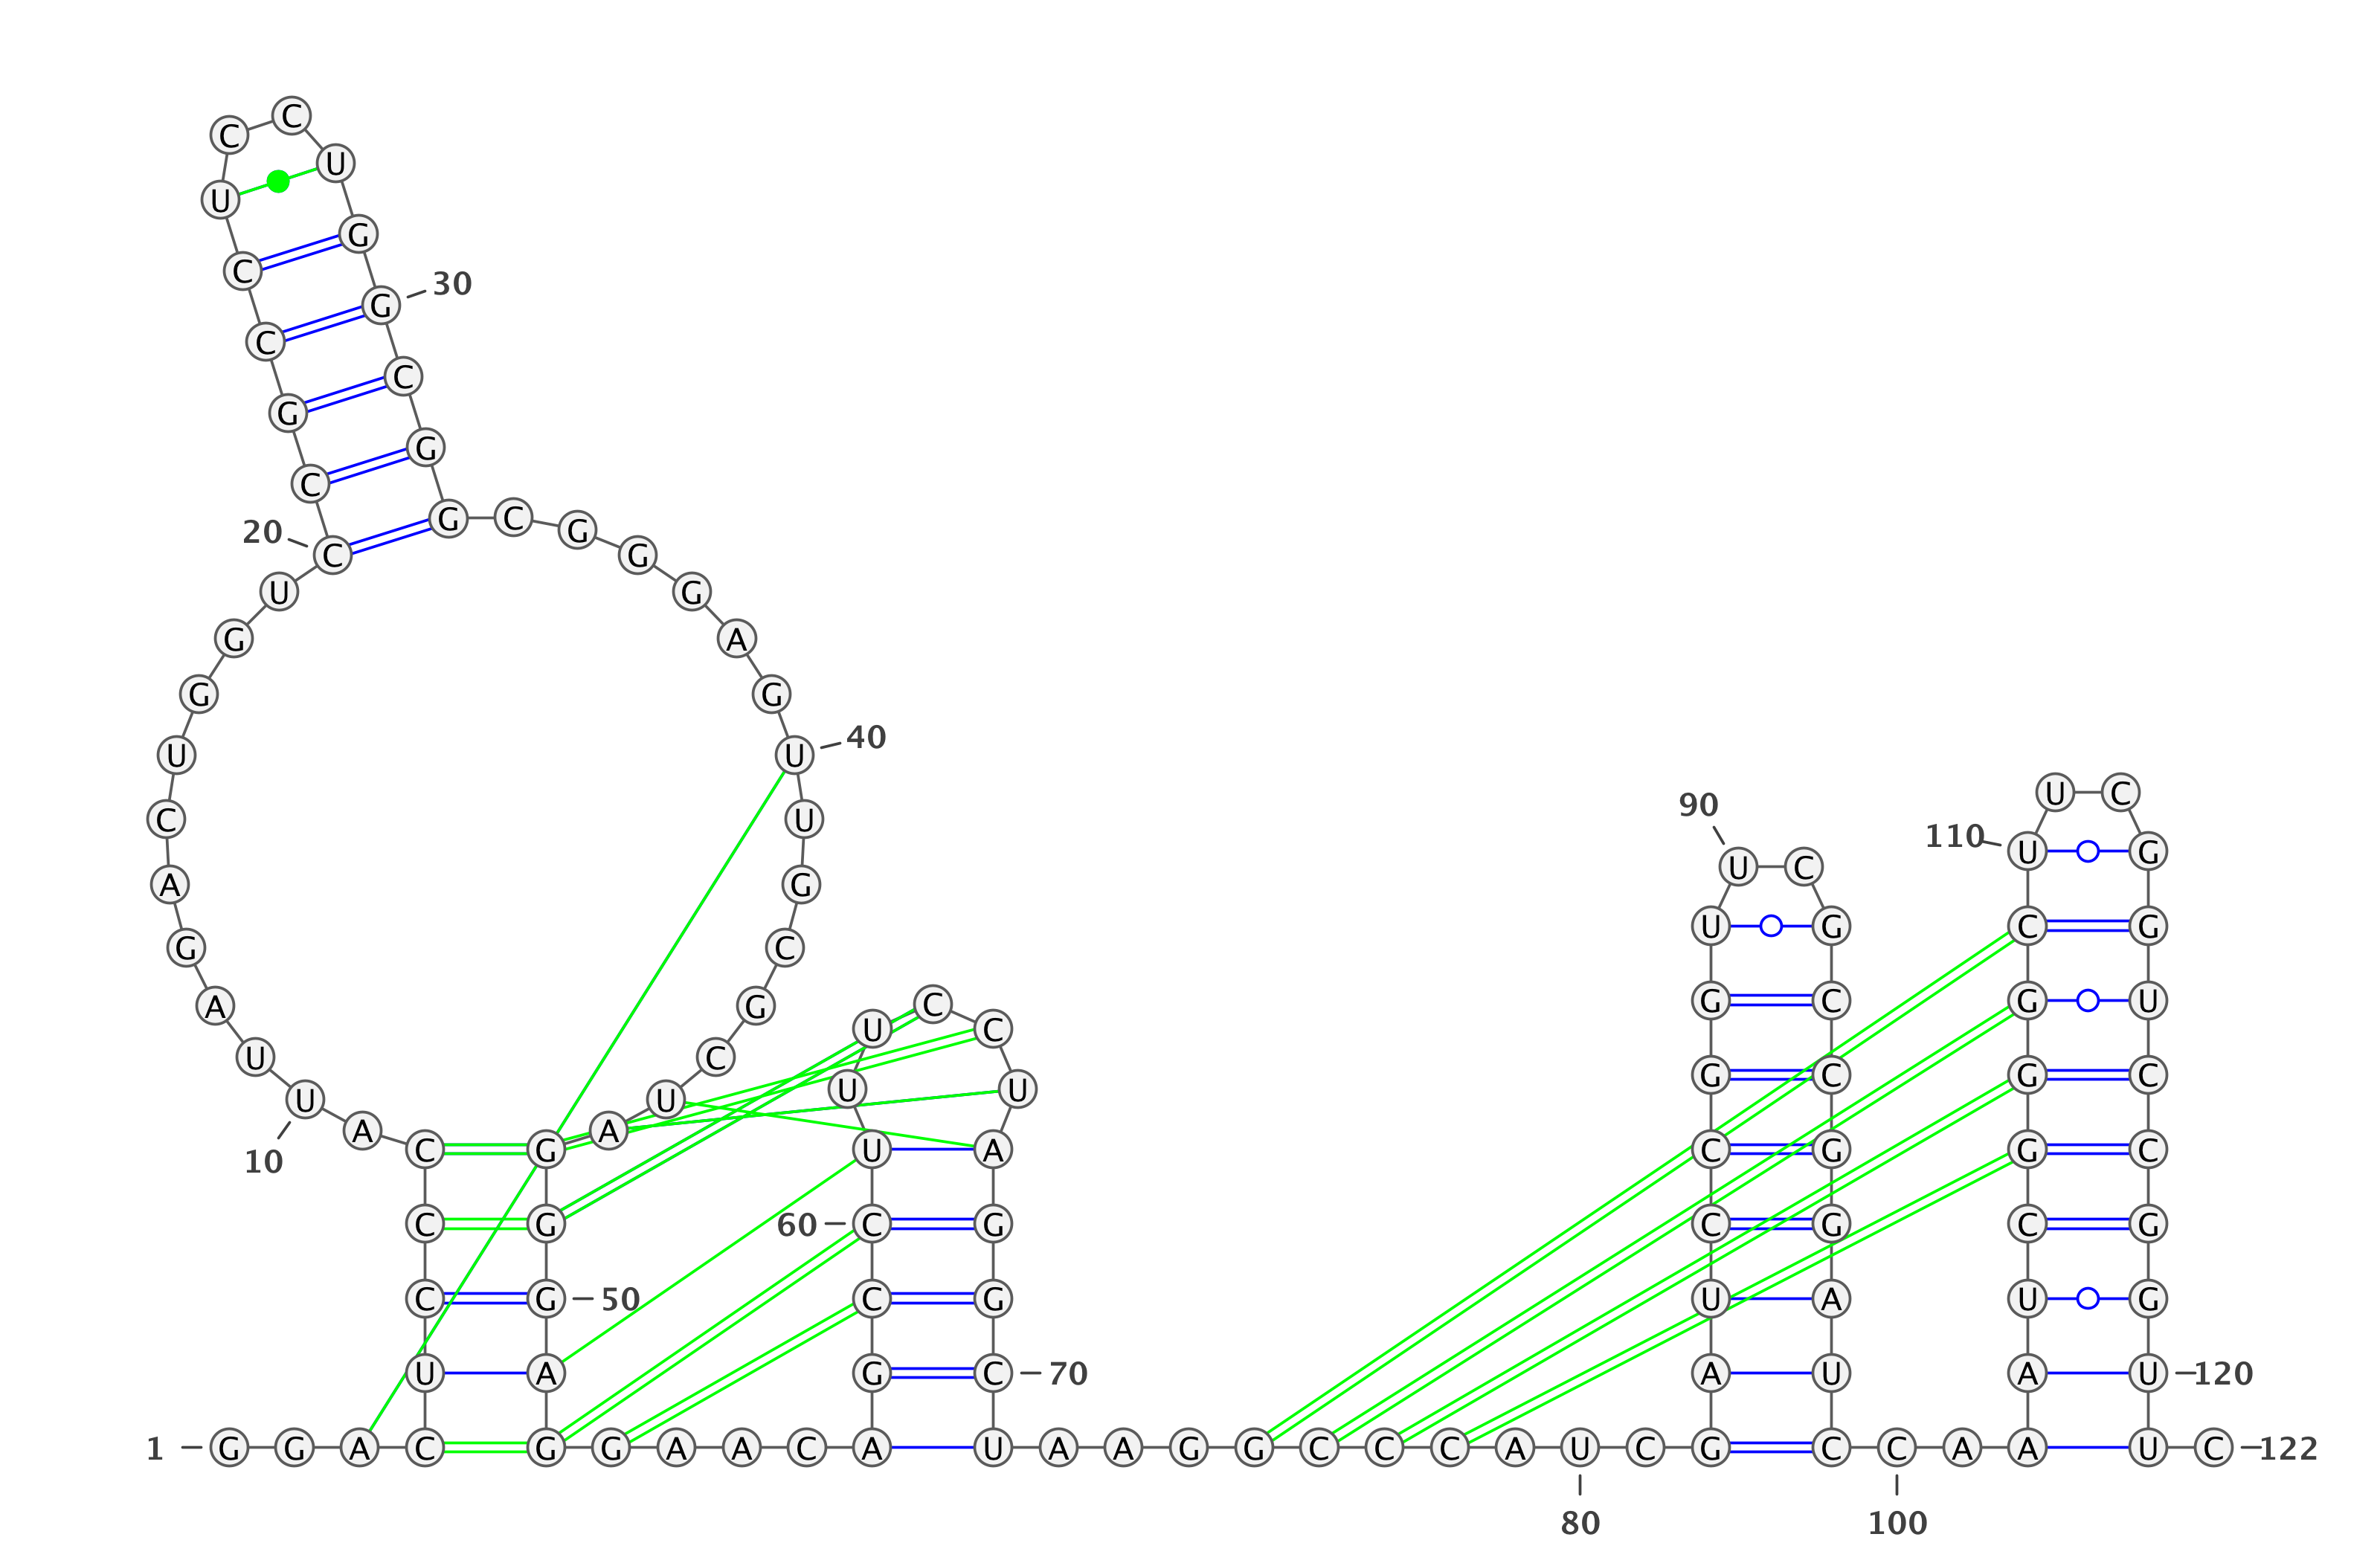 C C
U
U
G
C
30
G
C
C
G
G
C
G C G
20 C G
U G
G A
G G
U U 40
U C
90
C U
110 U G
U C
A G
U G C G
G C
A G C G C G U
U C
U C
G C G C
U U
U U
A A
C G U A C G G C
10
C G 60 C G C G C G
C G 50 C G U A U G
U A G C 70 A U A U 120
1 G G A C G G A A C A U A A G G C C C A U C G C C A A U C 122
80 100